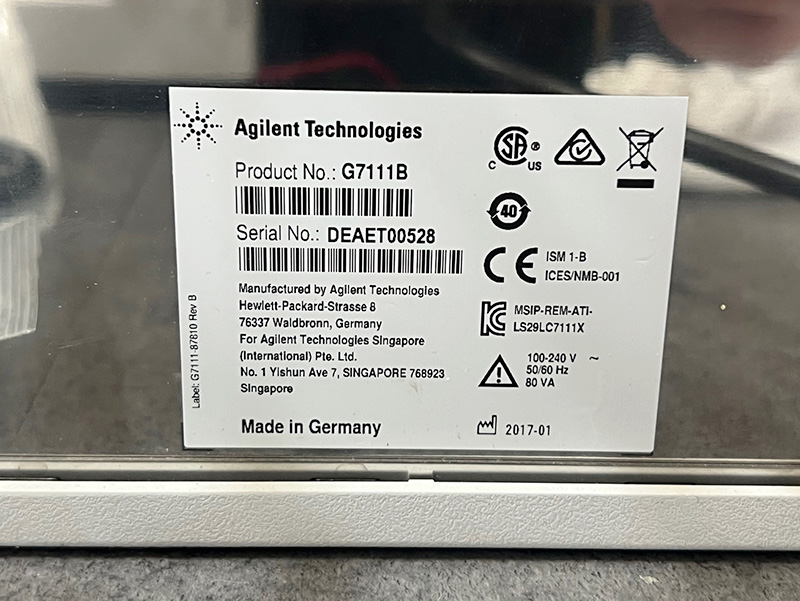 Agilent Technologies
Product No.: G7111B
Serial No.: DEAET00528
Manufactured by Agilent Technologies
Hewlett-Packard-Strasse 8
76337 Waldbronn, Germany
For Agilent Technologies Singapore
(International) Pte. Ltd.
No. 1 Yishun Ave 7, SINGAPORE 768923
Singapore
Made in Germany
Label: G7111-87810 Rev B
C SA ® US
40
CE ISM 1-B
ICES/NMB-001
MSIP-REM-ATI-
LS29LC7111X
100-240 V ~
50/60 Hz
80 VA
2017-01